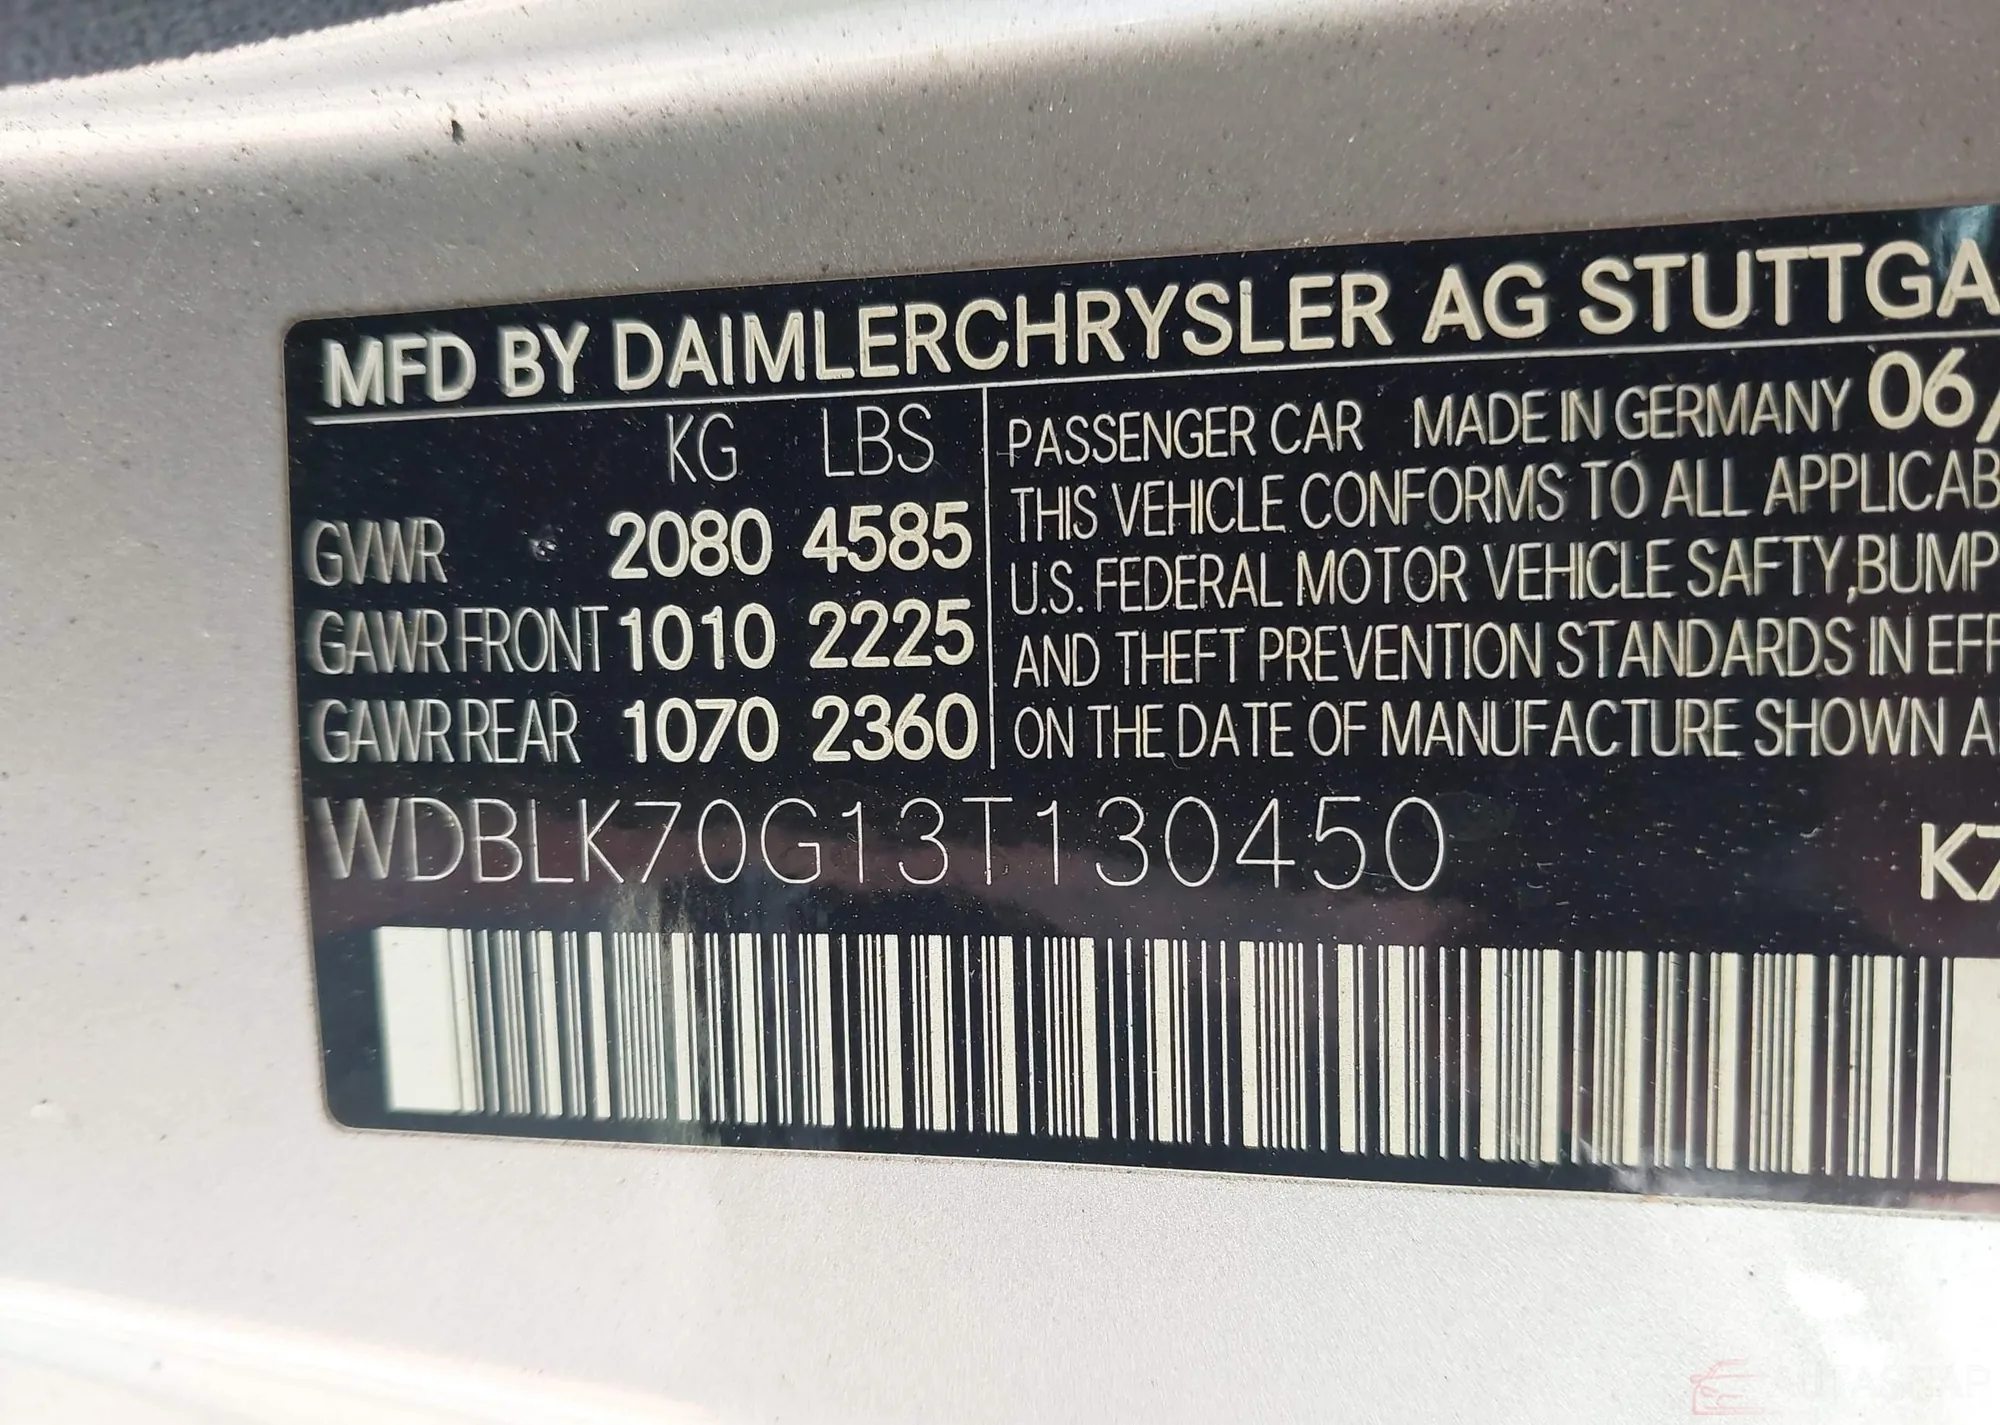 MFD BY DAIMLERCHRYSLER AG STUTTGA
KG LBS
GVWR 2080 4585
GAWR FRONT 1010 2225
GAWR REAR 1070 2360
PASSENGER CAR MADE IN GERMANY 06/
THIS VEHICLE CONFORMS TO ALL APPLICAB
U.S. FEDERAL MOTOR VEHICLE SAFTY,BUMP
AND THEFT PREVENTION STANDARDS IN EFF
ON THE DATE OF MANUFACTURE SHOWN A
WDBLK70G13T130450
K7